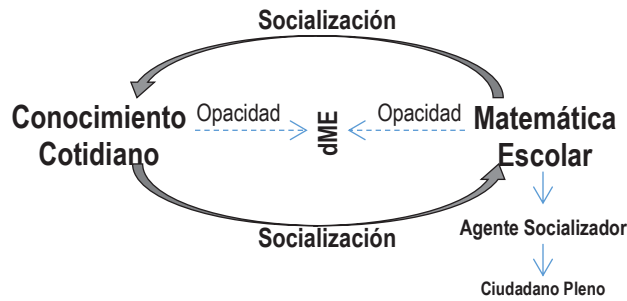 Socialización
Conocimiento
Cotidiano
Opacidad
dME
Opacidad
Matemática
Escolar
Socialización
Agente Socializador
Ciudadano Pleno